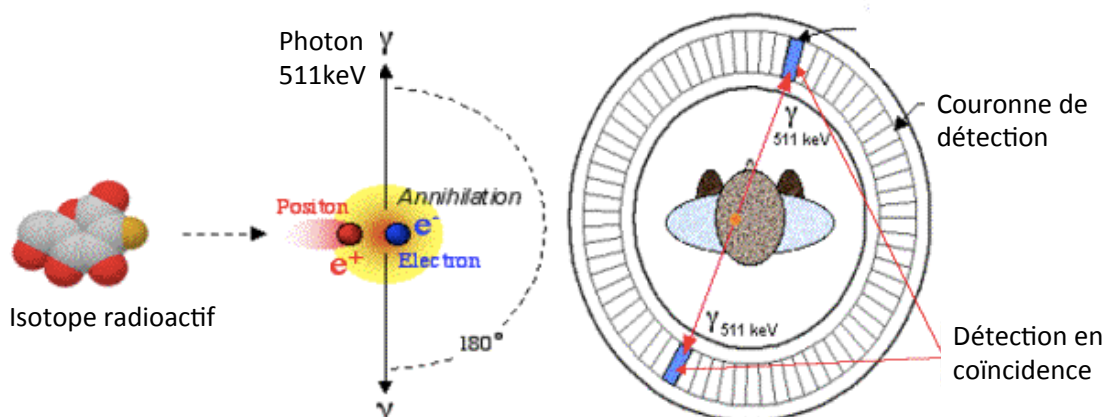 Photon
511keV
γ
Annihilation
Positon
e⁻
e⁺
Electron
180°
γ
Isotope radioactif
γ
511 keV
γ 511 keV
Couronne de
détection
Détection en
coïncidence